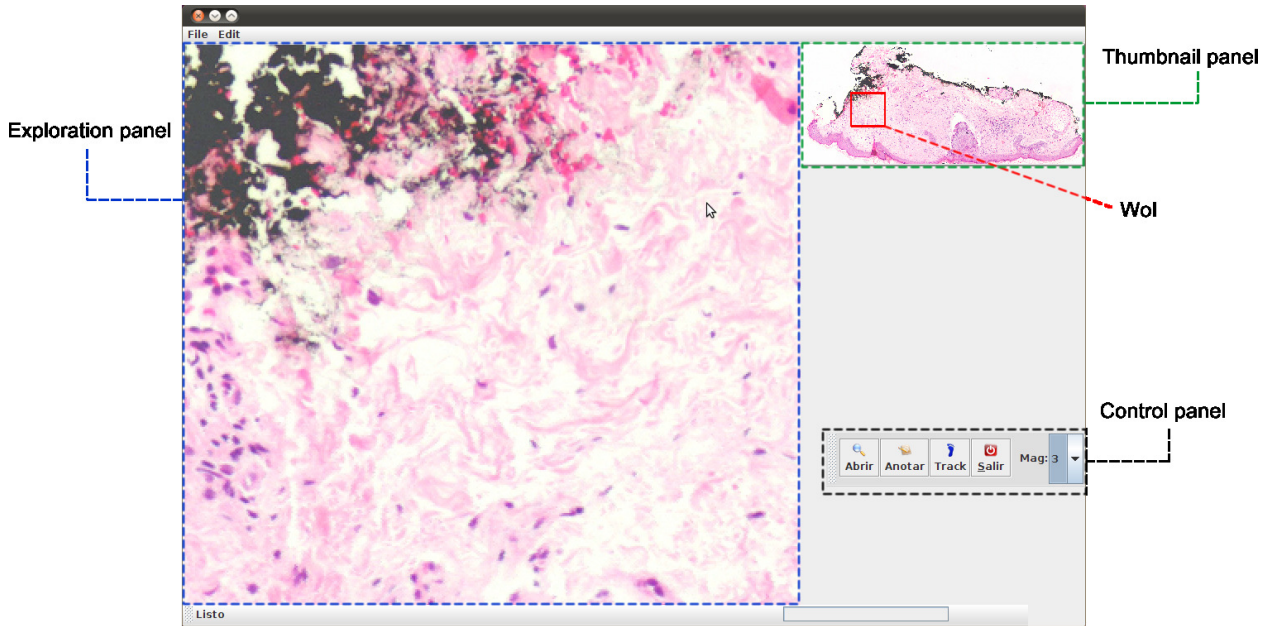 File Edit
Thumbnail panel
Exploration panel
WoI
Control panel
Abrir Anotar Track Salir Mag: 3
Listo